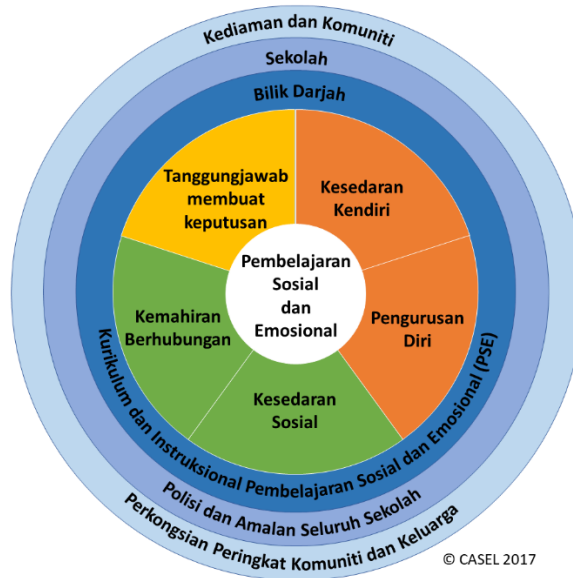 Kediaman dan Komuniti
Sekolah
Bilik Darjah
Tanggungjawab
membuat
keputusan
Kesedaran
Kendiri
Pembelajaran
Sosial
dan
Emosional
Kemahiran
Berhubungan
Pengurusan
Diri
Kesedaran
Sosial
Kurikulum dan Instruksional Pembelajaran Sosial dan Emosional (PSE)
Polisi dan Amalan Seluruh Sekolah
Perkongsian Peringkat Komuniti dan Keluarga
© CASEL 2017